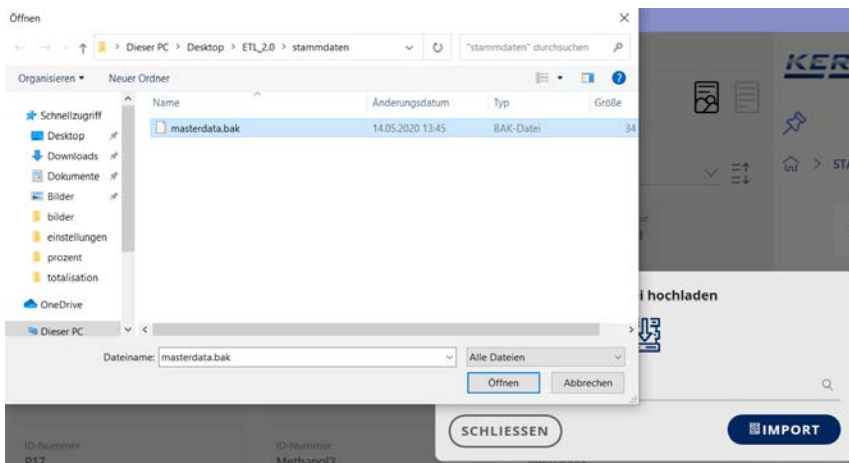 Öffnen
Dieser PC > Desktop > ETL_2.0 > stammdaten
"stammdaten" durchsuchen
Organisieren
Neuer Ordner
Name
Änderungsdatum
Typ
Größe
masterdata.bak
14.05.2020 13:45
BAK-Datei
34
Schnellzugriff
Desktop
Downloads
Dokumente
Bilder
bilder
einstellungen
prozent
totalisation
OneDrive
Dieser PC
Dateiname: masterdata.bak
Alle Dateien
Öffnen
Abbrechen
KER
> STA
i hochladen
SCHLIESSEN
IMPORT
ID-Nummer
P17
ID-Nummer
Methanol2